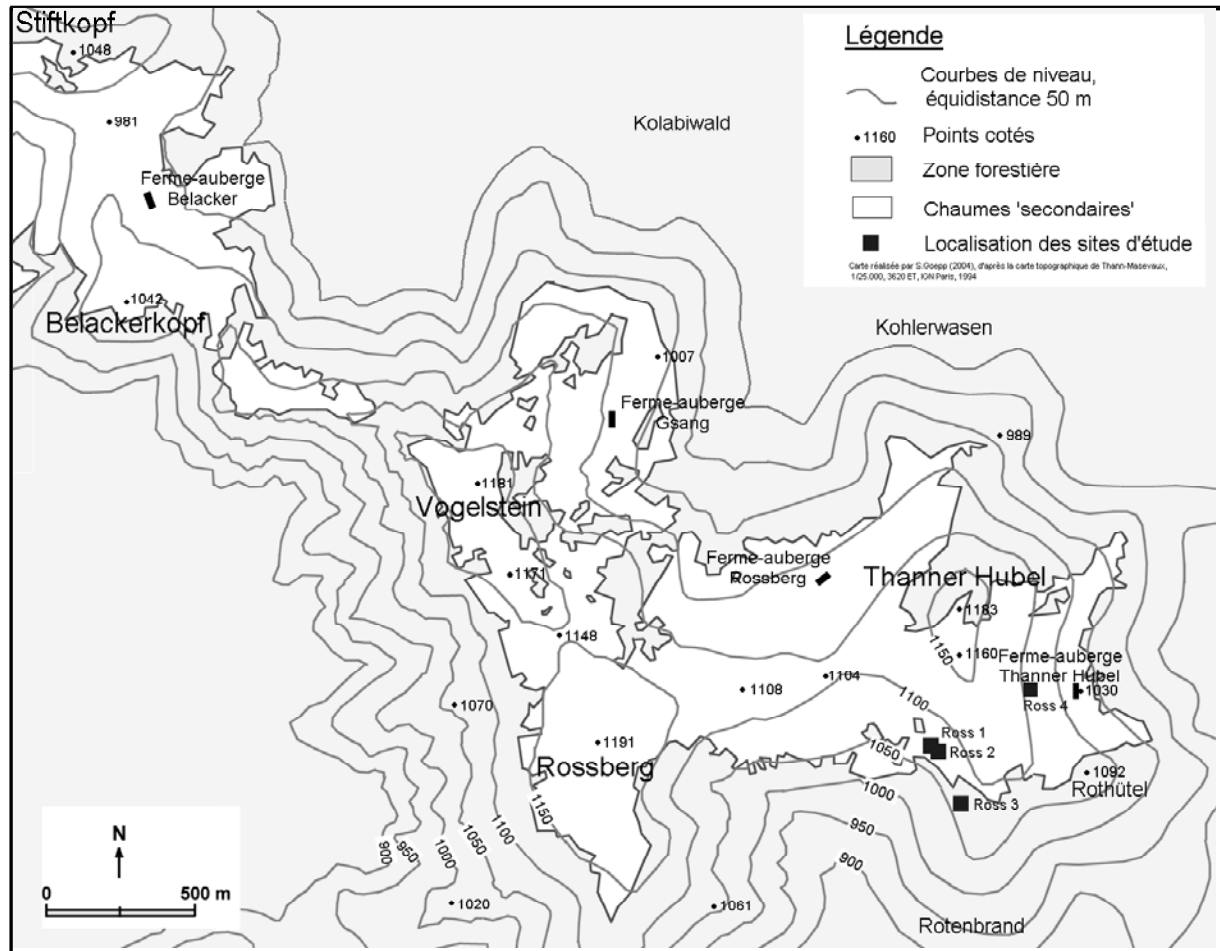 Stiftkopf
1048
981
Ferme-auberge
Belacker
1042
Belackerkopf
Kolabiwald
Légende
Courbes de niveau,
équidistance 50 m
1160 Points cotés
Zone forestière
Chaumes 'secondaires'
Localisation des sites d'étude
Carte réalisée par S.Goepp (2004), d'après la carte topographique de Thann-Masevaux,
1/25.000, 3620 ET, IGN Paris, 1994
Kohlerwasen
1007
Ferme-auberge
Gsang
989
1181
Vogelstein
1171
Ferme-auberge
Rossberg
Thanner Hubel
1183
1148
1160
1150
Ferme-auberge
Thanner Hubel
1030
Ross 4
1104
1108
1100
1070
1191
Rossberg
Ross 1
Ross 2
1050
1092
Rothütel
1000
Ross 3
1150
1100
1050
1000
950
900
950
900
1020
1061
Rotenbrand
N
0 500 m